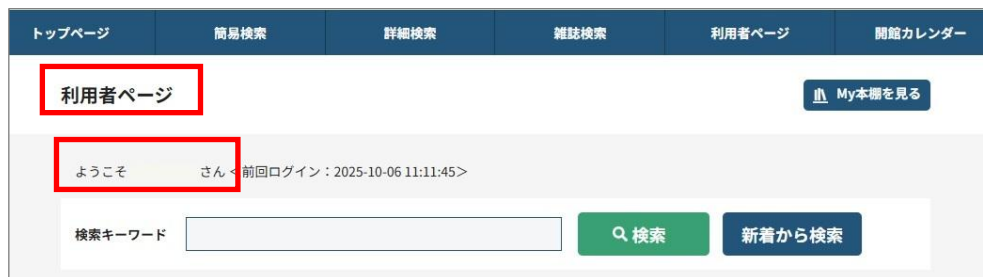 トップページ 簡易検索 詳細検索 雑誌検索 利用者ページ 開館カレンダー
利用者ページ My本棚を見る
ようこそ さん <前回ログイン：2025-10-06 11:11:45>
検索キーワード 検索 新着から検索